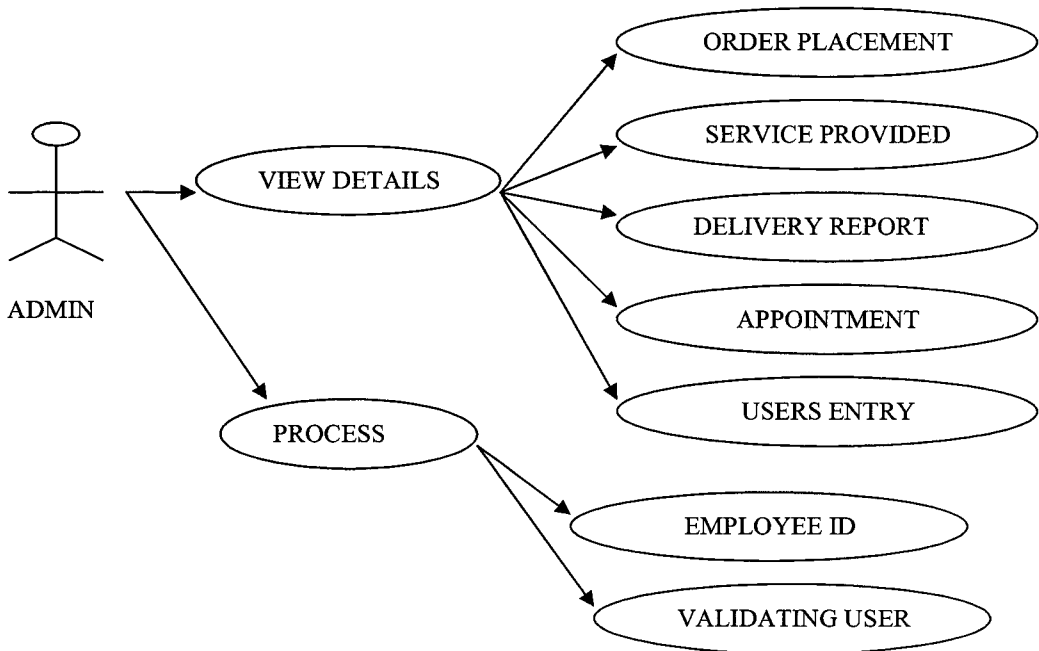 ORDER PLACEMENT
SERVICE PROVIDED
VIEW DETAILS
DELIVERY REPORT
ADMIN
APPOINTMENT
USERS ENTRY
PROCESS
EMPLOYEE ID
VALIDATING USER